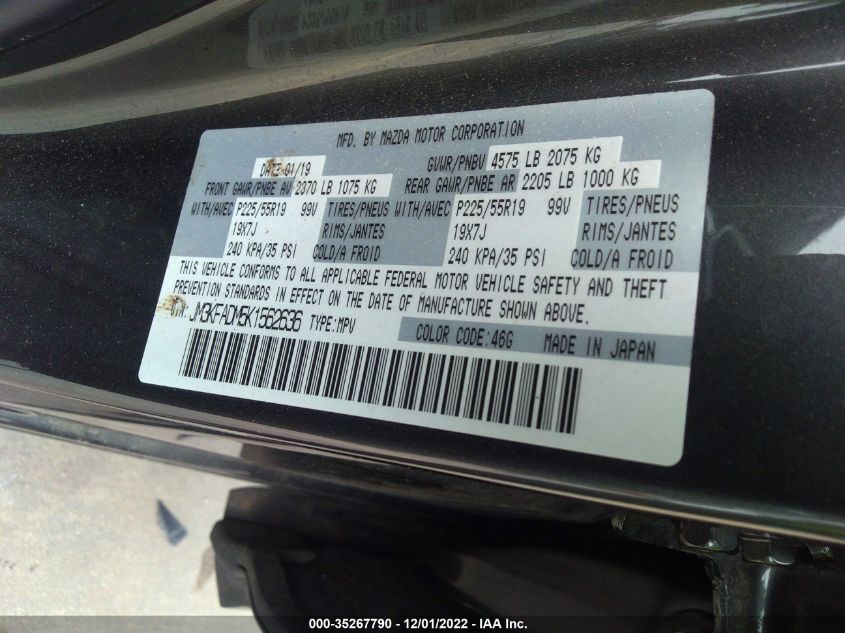 MFD. BY MAZDA MOTOR CORPORATION
DATE 01/19 GVWR/PNBV 4575 LB 2075 KG
FRONT GAWR/PNBE AV 2370 LB 1075 KG REAR GAWR/PNBE AR 2205 LB 1000 KG
WITH/AVEC P225/55R19 99V TIRES/PNEUS WITH/AVEC P225/55R19 99V TIRES/PNEUS
19X7J RIMS/JANTES 19X7J RIMS/JANTES
240 KPA/35 PSI COLD/A FROID 240 KPA/35 PSI COLD/A FROID
THIS VEHICLE CONFORMS TO ALL APPLICABLE FEDERAL MOTOR VEHICLE SAFETY AND THEFT
PREVENTION STANDARDS IN EFFECT ON THE DATE OF MANUFACTURE SHOWN ABOVE.
JM3KFADM5K1562636 TYPE:MPV
COLOR CODE:46G MADE IN JAPAN
000-35267790 - 12/01/2022 - IAA Inc.